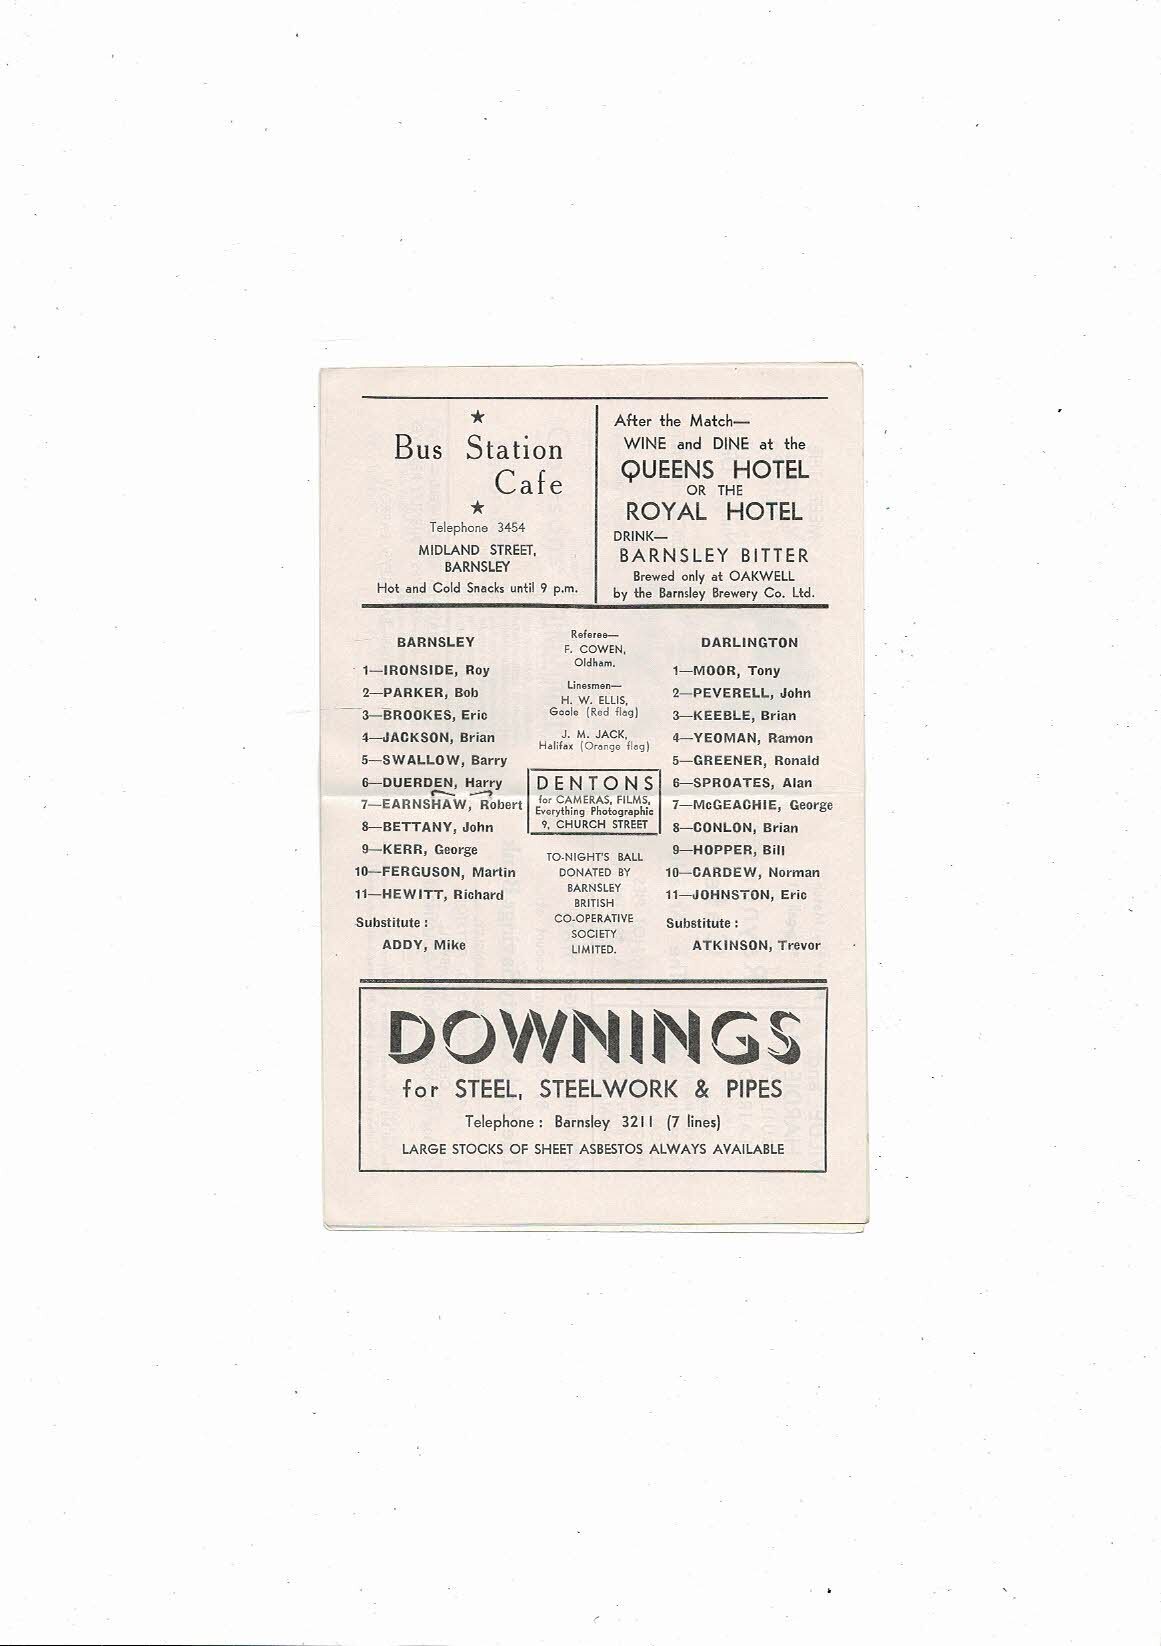 ★
Bus Station
Cafe
★
Telephone 3454
MIDLAND STREET,
BARNSLEY
Hot and Cold Snacks until 9 p.m.
After the Match—
WINE and DINE at the
QUEENS HOTEL
OR THE
ROYAL HOTEL
DRINK—
BARNSLEY BITTER
Brewed only at OAKWELL
by the Barnsley Brewery Co. Ltd.
BARNSLEY
1—IRONSIDE, Roy
2—PARKER, Bob
3—BROOKES, Eric
4—JACKSON, Brian
5—SWALLOW, Barry
6—DUERDEN, Harry
7—EARNSHAW, Robert
8—BETTANY, John
9—KERR, George
10—FERGUSON, Martin
11—HEWITT, Richard
Substitute :
ADDY, Mike
Referee—
F. COWEN,
Oldham.
Linesmen—
H. W. ELLIS,
Goole (Red flag)
J. M. JACK,
Halifax (Orange flag)
DENTONS
for CAMERAS, FILMS,
Everything Photographic
9, CHURCH STREET
TO-NIGHT'S BALL
DONATED BY
BARNSLEY
BRITISH
CO-OPERATIVE
SOCIETY
LIMITED.
DARLINGTON
1—MOOR, Tony
2—PEVERELL, John
3—KEEBLE, Brian
4—YEOMAN, Ramon
5—GREENER, Ronald
6—SPROATES, Alan
7—McGEACHIE, George
8—CONLON, Brian
9—HOPPER, Bill
10—CARDEW, Norman
11—JOHNSTON, Eric
Substitute :
ATKINSON, Trevor
DOWNINGS
for STEEL, STEELWORK & PIPES
Telephone : Barnsley 3211 (7 lines)
LARGE STOCKS OF SHEET ASBESTOS ALWAYS AVAILABLE